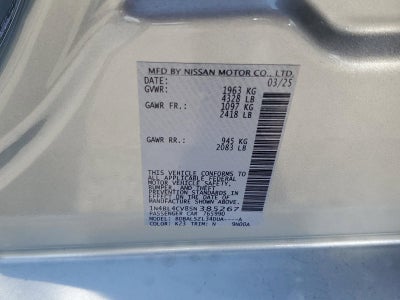 MFD BY NISSAN MOTOR CO., LTD.
DATE: 03/25
GVWR: 1963 KG
4328 LB
GAWR FR.: 1097 KG
2418 LB
GAWR RR.: 945 KG
2083 LB
THIS VEHICLE CONFORMS TO
ALL APPLICABLE FEDERAL
MOTOR VEHICLE SAFETY,
BUMPER, AND THEFT
PREVENTION STANDARDS IN
EFFECT ON THE DATE OF
MANUFACTURE SHOWN ABOVE.
1N4BL4CV8SN385267
PASSENGER CAR
MODEL:
COLOR: K23 TRIM: N